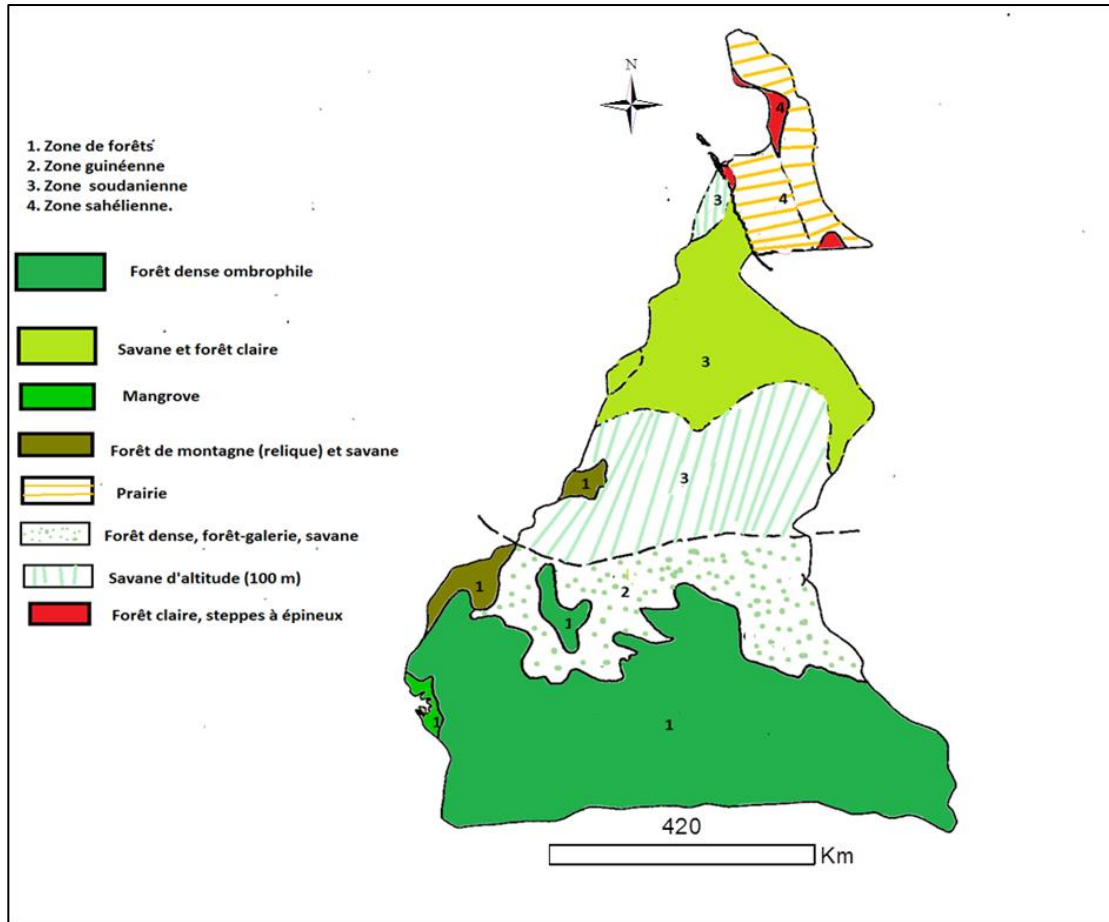 N
1. Zone de forêts
2. Zone guinéenne
3. Zone soudanienne
4. Zone sahélienne.
Forêt dense ombrophile
Savane et forêt claire
Mangrove
Forêt de montagne (relique) et savane
Prairie
Forêt dense, forêt-galerie, savane
Savane d'altitude (100 m)
Forêt claire, steppes à épineux
4
4
3
3
3
1
1
2
1
1
1
420
Km